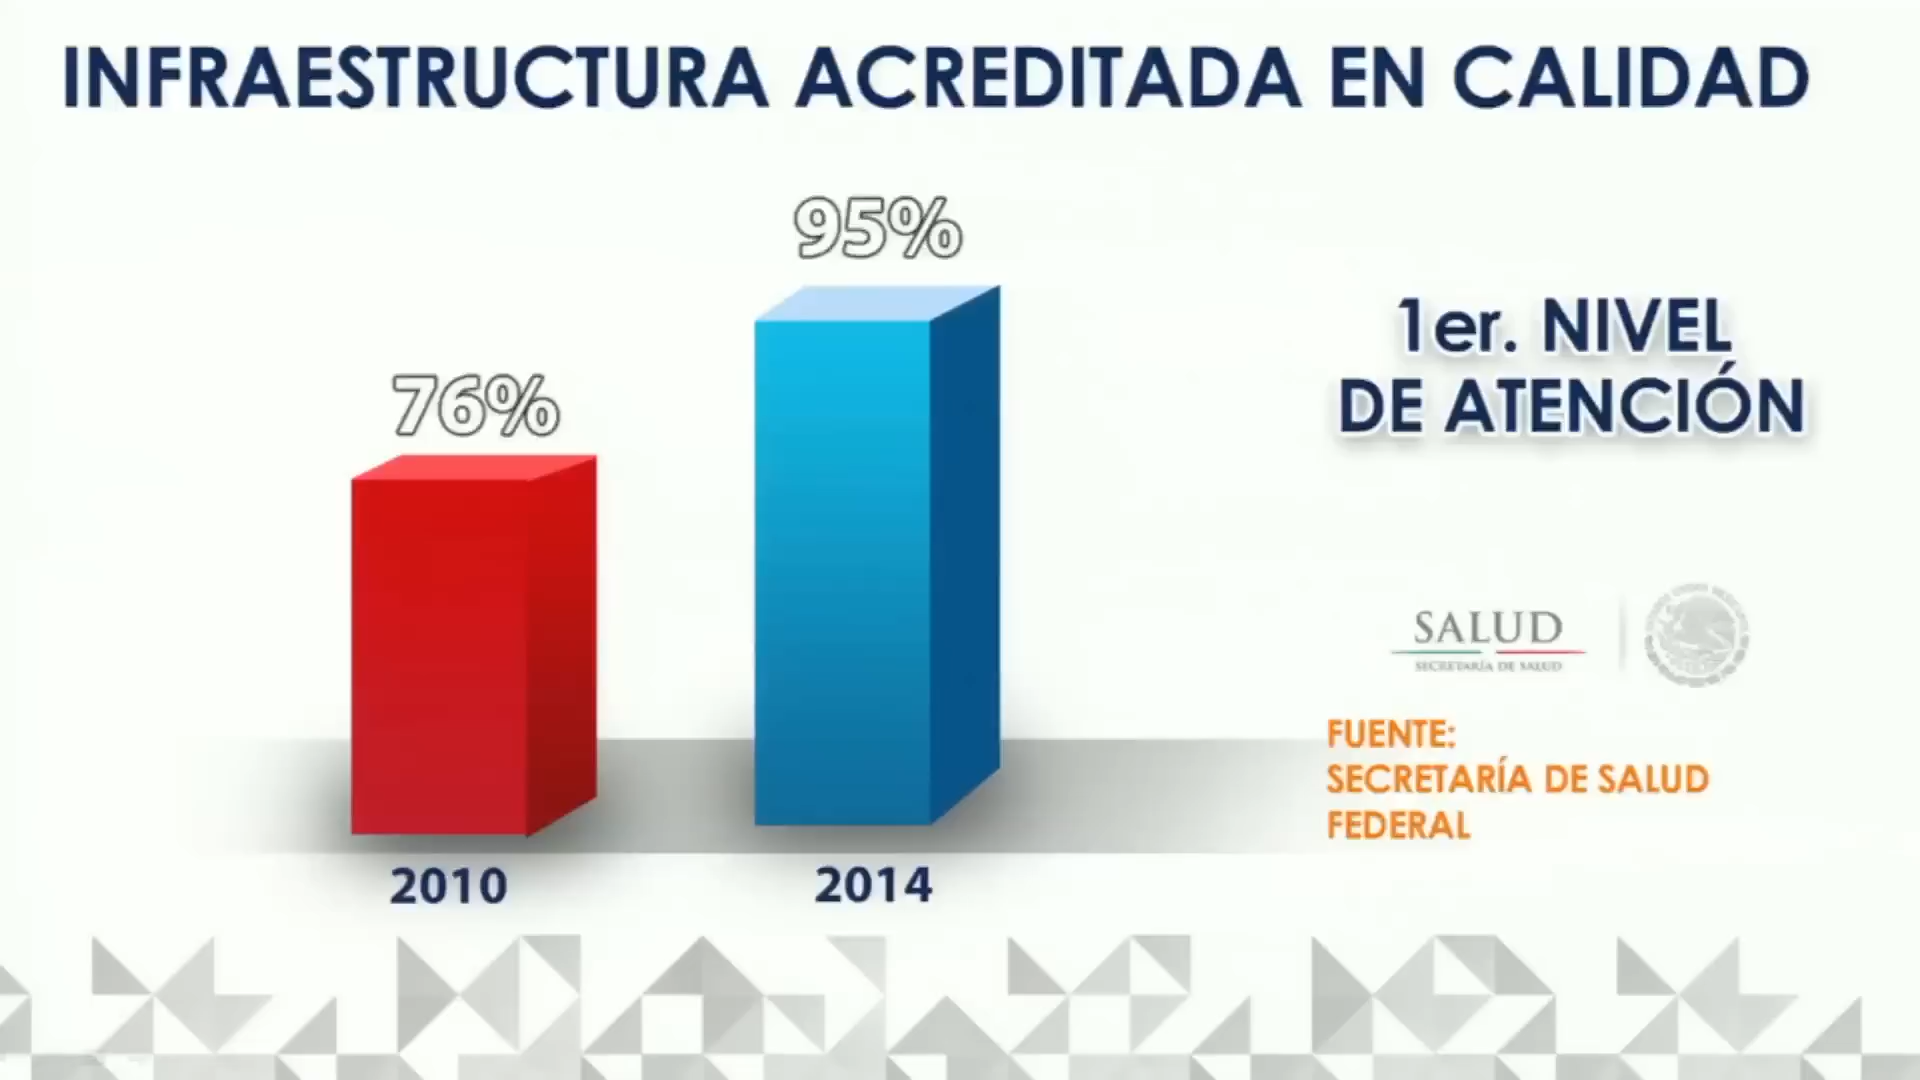 INFRAESTRUCTURA ACREDITADA EN CALIDAD
95%
76%
1er. NIVEL
DE ATENCIÓN
SALUD
SECRETARÍA DE SALUD
FUENTE:
SECRETARÍA DE SALUD
FEDERAL
2010
2014